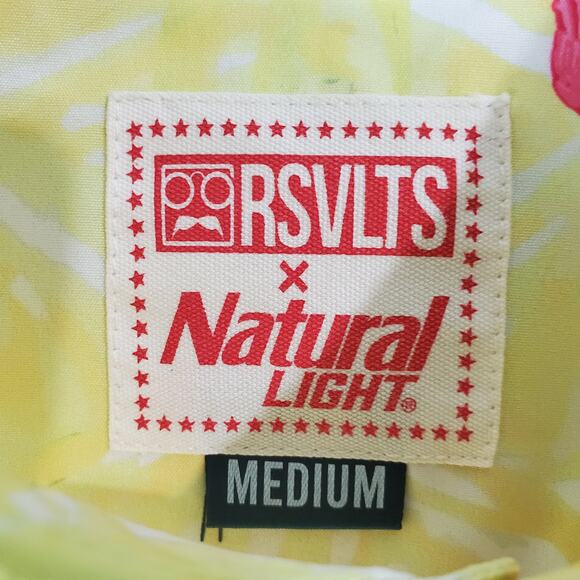 RSVLTS
×
Natural
LIGHT®
MEDIUM